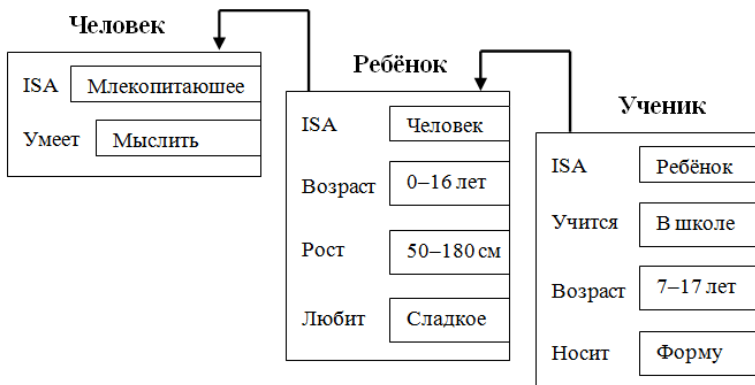 Человек
ISA Млекопитаюшее
Умеет Мыслить
Ребёнок
ISA Человек
Возраст 0–16 лет
Рост 50–180 см
Любит Сладкое
Ученик
ISA Ребёнок
Учится В школе
Возраст 7–17 лет
Носит Форму